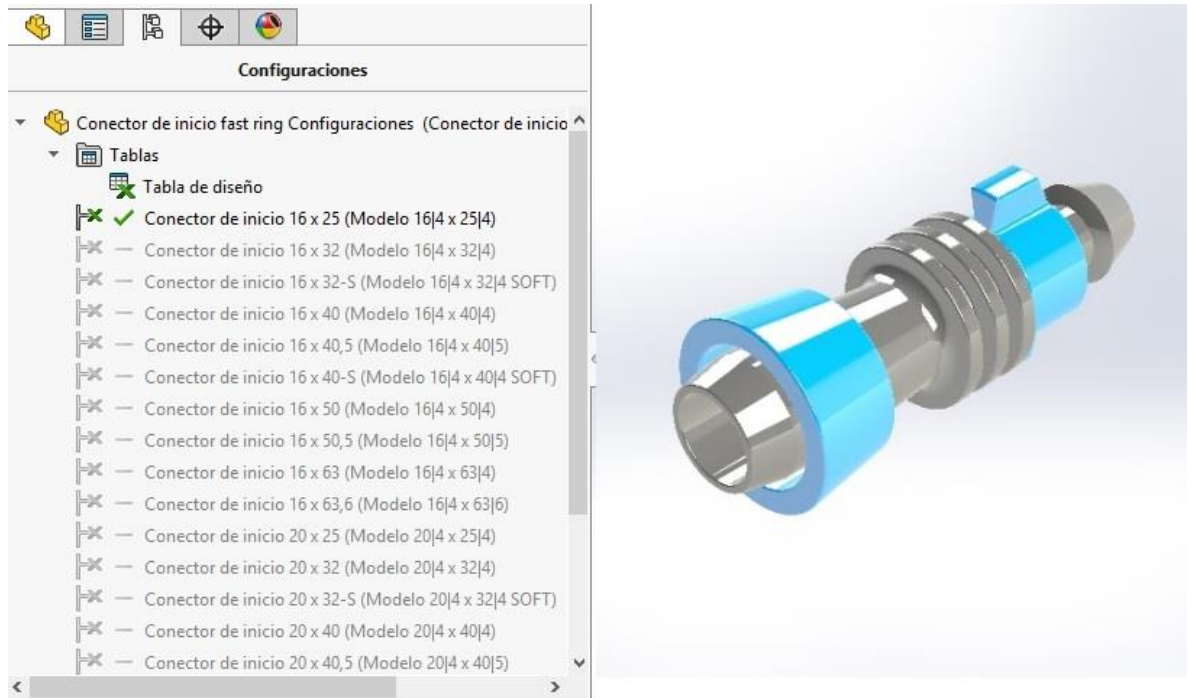 Configuraciones
Conector de inicio fast ring Configuraciones (Conector de inicio
Tablas
Tabla de diseño
Conector de inicio 16 x 25 (Modelo 16|4 x 25|4)
Conector de inicio 16 x 32 (Modelo 16|4 x 32|4)
Conector de inicio 16 x 32-S (Modelo 16|4 x 32|4 SOFT)
Conector de inicio 16 x 40 (Modelo 16|4 x 40|4)
Conector de inicio 16 x 40,5 (Modelo 16|4 x 40|5)
Conector de inicio 16 x 40-S (Modelo 16|4 x 40|4 SOFT)
Conector de inicio 16 x 50 (Modelo 16|4 x 50|4)
Conector de inicio 16 x 50,5 (Modelo 16|4 x 50|5)
Conector de inicio 16 x 63 (Modelo 16|4 x 63|4)
Conector de inicio 16 x 63,6 (Modelo 16|4 x 63|6)
Conector de inicio 20 x 25 (Modelo 20|4 x 25|4)
Conector de inicio 20 x 32 (Modelo 20|4 x 32|4)
Conector de inicio 20 x 32-S (Modelo 20|4 x 32|4 SOFT)
Conector de inicio 20 x 40 (Modelo 20|4 x 40|4)
Conector de inicio 20 x 40,5 (Modelo 20|4 x 40|5)